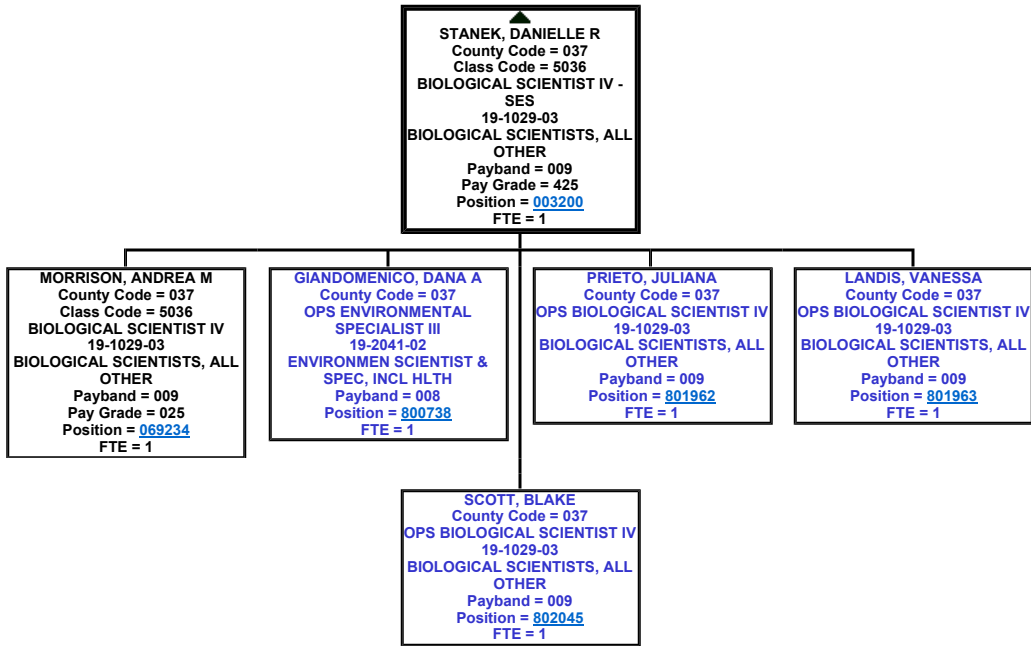 STANEK, DANIELLE R
County Code = 037
Class Code = 5036
BIOLOGICAL SCIENTIST IV -
SES
19-1029-03
BIOLOGICAL SCIENTISTS, ALL
OTHER
Payband = 009
Pay Grade = 425
Position = 003200
FTE = 1
MORRISON, ANDREA M
County Code = 037
Class Code = 5036
BIOLOGICAL SCIENTIST IV
19-1029-03
BIOLOGICAL SCIENTISTS, ALL
OTHER
Payband = 009
Pay Grade = 025
Position = 069234
FTE = 1
GIANDOMENICO, DANA A
County Code = 037
OPS ENVIRONMENTAL
SPECIALIST III
19-2041-02
ENVIRONMEN SCIENTIST &
SPEC, INCL HLTH
Payband = 008
Position = 800738
FTE = 1
PRIETO, JULIANA
County Code = 037
OPS BIOLOGICAL SCIENTIST IV
19-1029-03
BIOLOGICAL SCIENTISTS, ALL
OTHER
Payband = 009
Position = 801962
FTE = 1
LANDIS, VANESSA
County Code = 037
OPS BIOLOGICAL SCIENTIST IV
19-1029-03
BIOLOGICAL SCIENTISTS, ALL
OTHER
Payband = 009
Position = 801963
FTE = 1
SCOTT, BLAKE
County Code = 037
OPS BIOLOGICAL SCIENTIST IV
19-1029-03
BIOLOGICAL SCIENTISTS, ALL
OTHER
Payband = 009
Position = 802045
FTE = 1